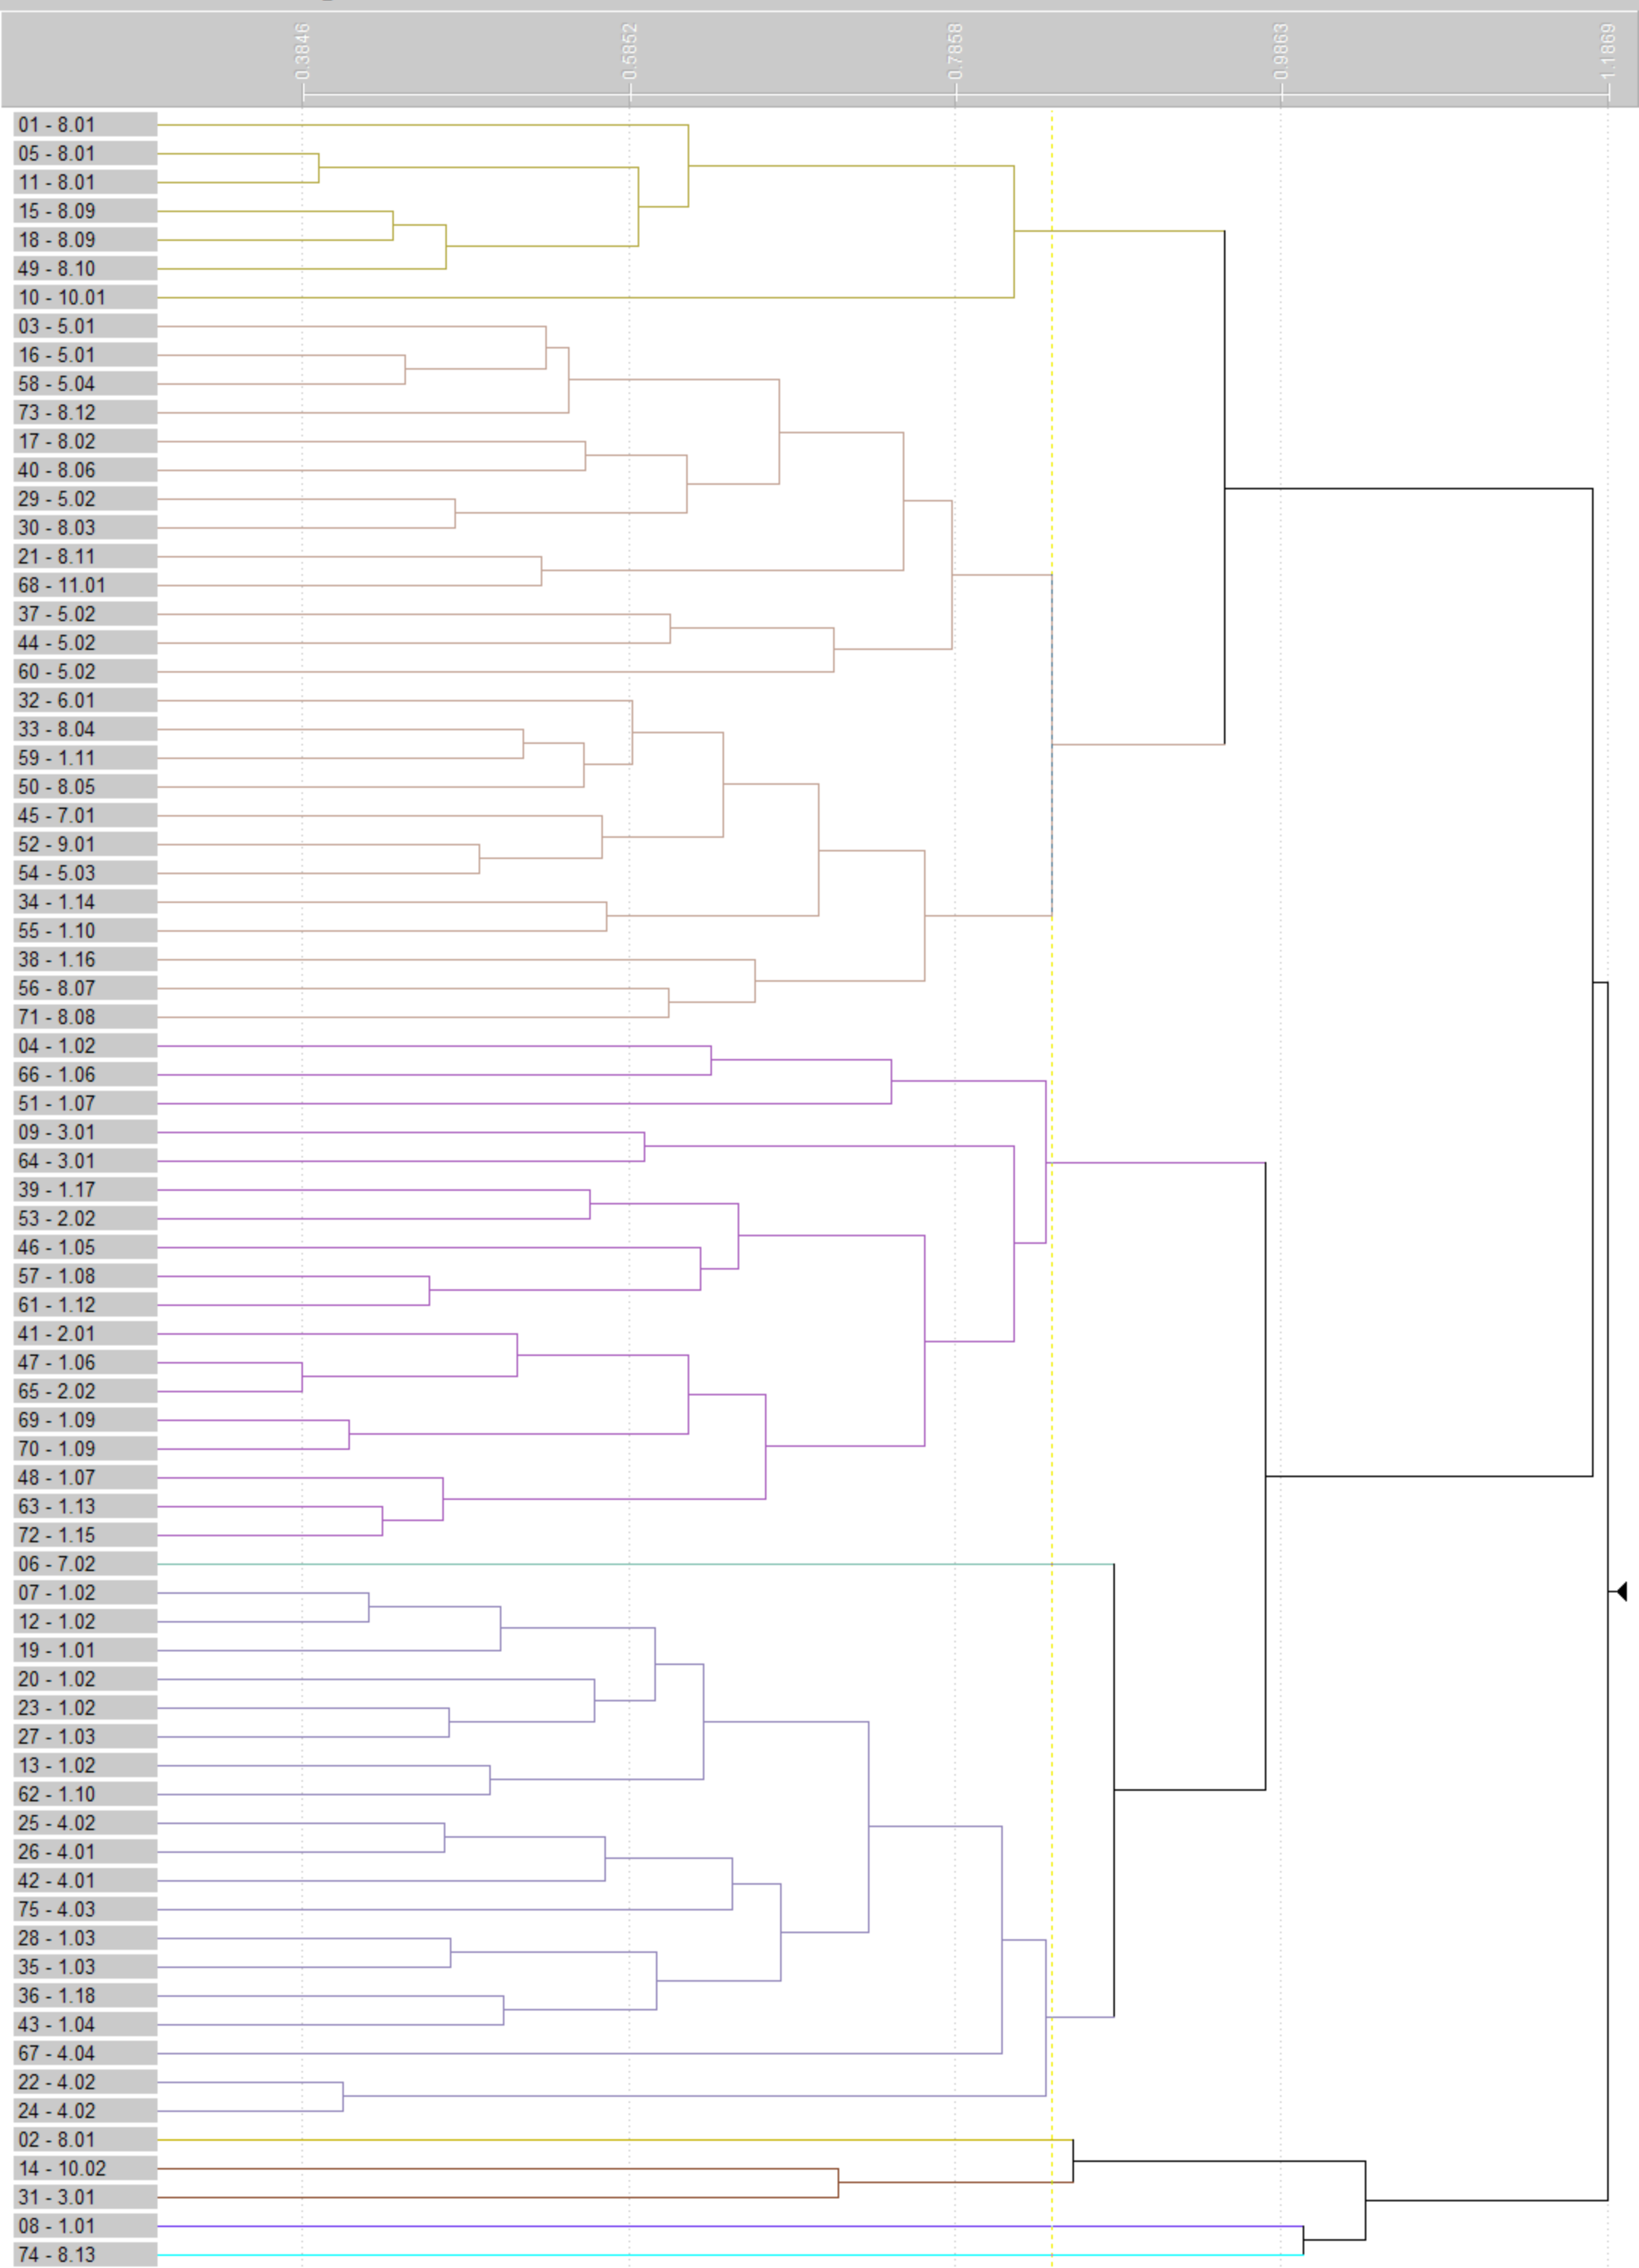 0.3846 0.5852 0.7858 0.9863 1.1869
01 - 8.01
05 - 8.01
11 - 8.01
15 - 8.09
18 - 8.09
49 - 8.10
10 - 10.01
03 - 5.01
16 - 5.01
58 - 5.04
73 - 8.12
17 - 8.02
40 - 8.06
29 - 5.02
30 - 8.03
21 - 8.11
68 - 11.01
37 - 5.02
44 - 5.02
60 - 5.02
32 - 6.01
33 - 8.04
59 - 1.11
50 - 8.05
45 - 7.01
52 - 9.01
54 - 5.03
34 - 1.14
55 - 1.10
38 - 1.16
56 - 8.07
71 - 8.08
04 - 1.02
66 - 1.06
51 - 1.07
09 - 3.01
64 - 3.01
39 - 1.17
53 - 2.02
46 - 1.05
57 - 1.08
61 - 1.12
41 - 2.01
47 - 1.06
65 - 2.02
69 - 1.09
70 - 1.09
48 - 1.07
63 - 1.13
72 - 1.15
06 - 7.02
07 - 1.02
12 - 1.02
19 - 1.01
20 - 1.02
23 - 1.02
27 - 1.03
13 - 1.02
62 - 1.10
25 - 4.02
26 - 4.01
42 - 4.01
75 - 4.03
28 - 1.03
35 - 1.03
36 - 1.18
43 - 1.04
67 - 4.04
22 - 4.02
24 - 4.02
02 - 8.01
14 - 10.02
31 - 3.01
08 - 1.01
74 - 8.13